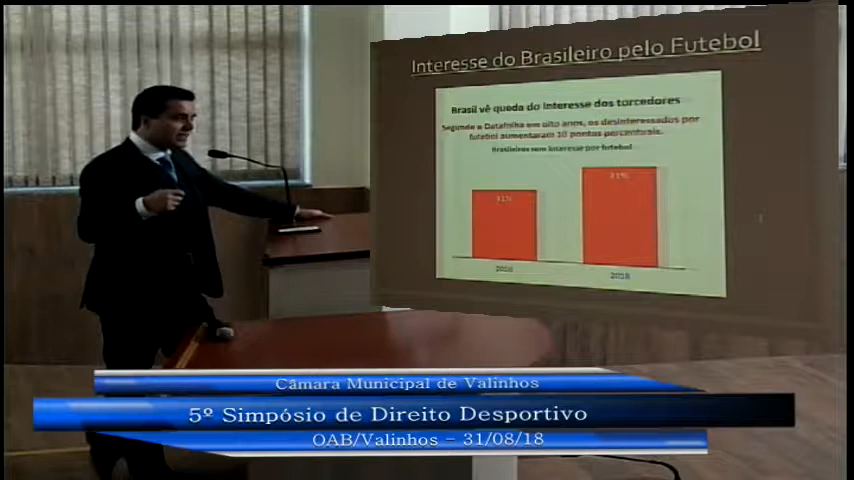 Interesse do Brasileiro pelo Futebol
Brasil vê queda do interesse dos torcedores
Segundo o Datafolha em oito anos, os desinteressados por
futebol aumentaram 10 pontos percentuais.
Brasileiros sem interesse por futebol
31%
41%
2018
Câmara Municipal de Valinhos
5º Simpósio de Direito Desportivo
OAB/Valinhos - 31/08/18